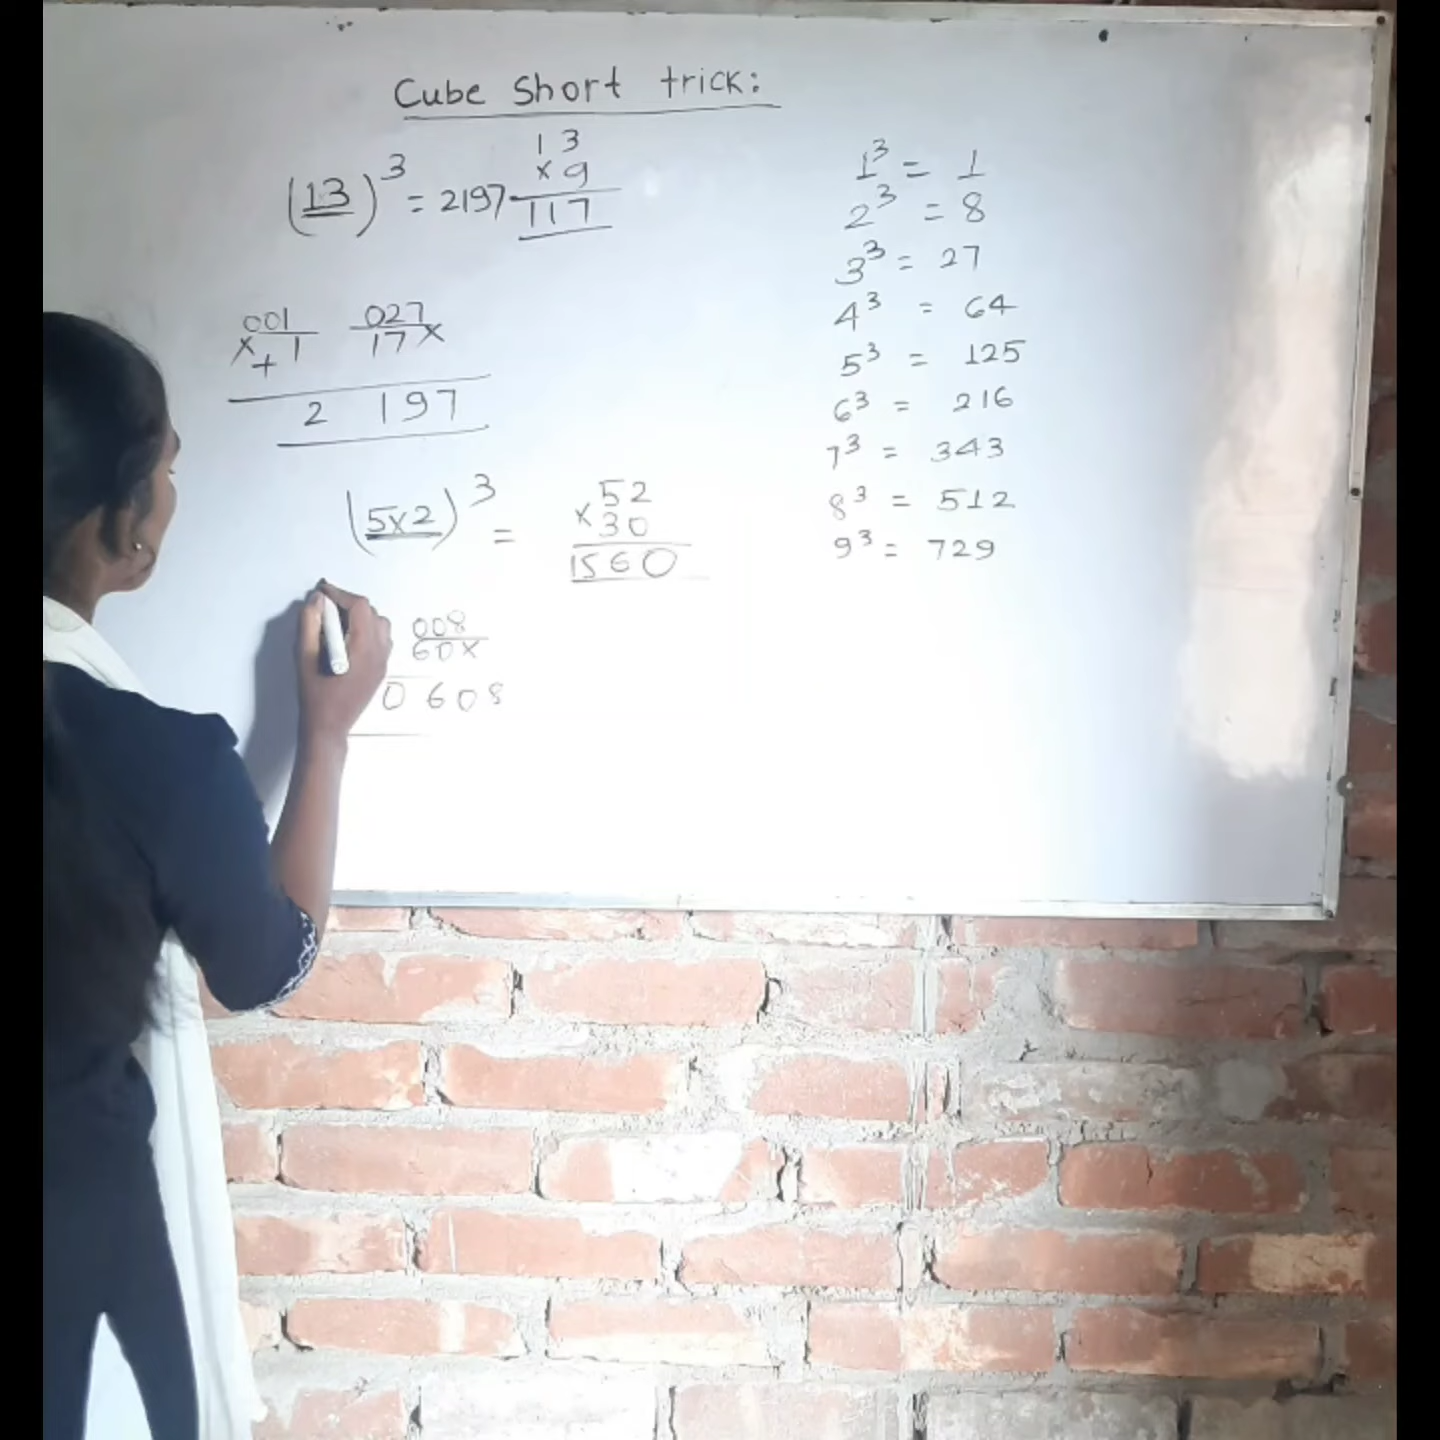 Cube Short trick:
(13)³ = 2197
13
× 9
117
001 027
×+ 1 17×
2 197
(5×2)³ =
52
×30
1560
008
60×
0 608
1³ = 1
2³ = 8
3³ = 27
4³ = 64
5³ = 125
6³ = 216
7³ = 343
8³ = 512
9³ = 729